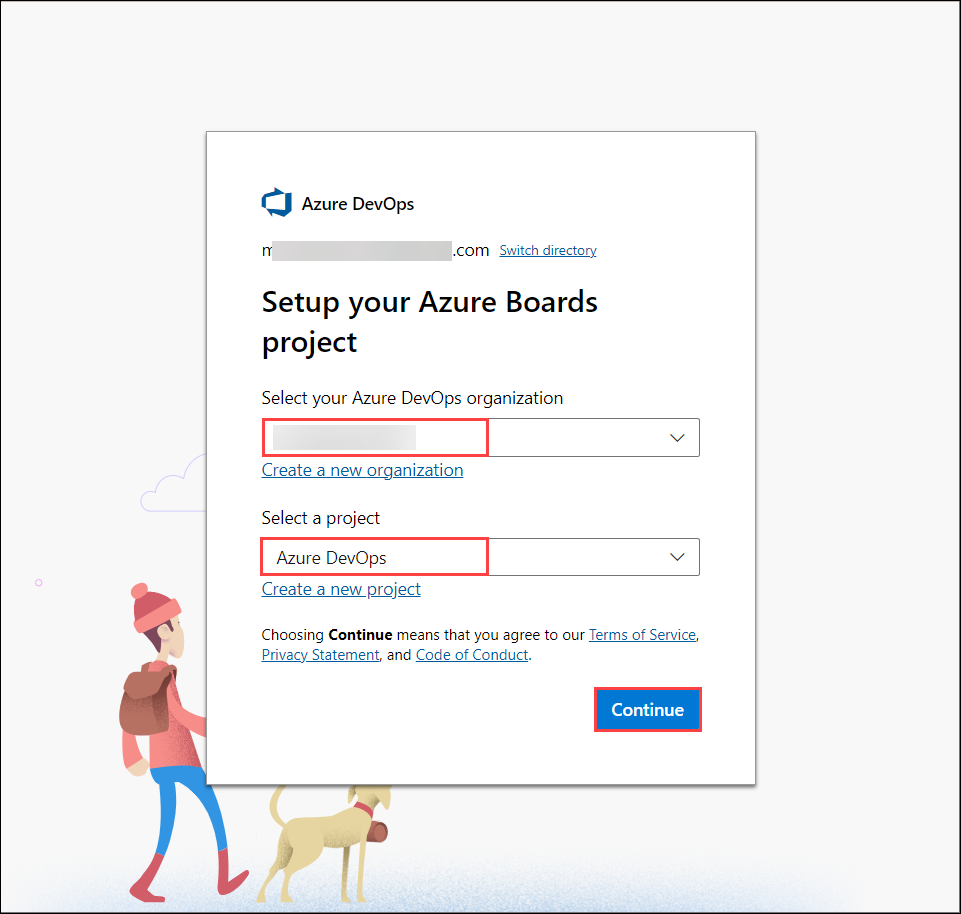 Azure DevOps
.com Switch directory
Setup your Azure Boards
project
Select your Azure DevOps organization
Create a new organization
Select a project
Azure DevOps
Create a new project
Choosing Continue means that you agree to our Terms of Service,
Privacy Statement, and Code of Conduct.
Continue